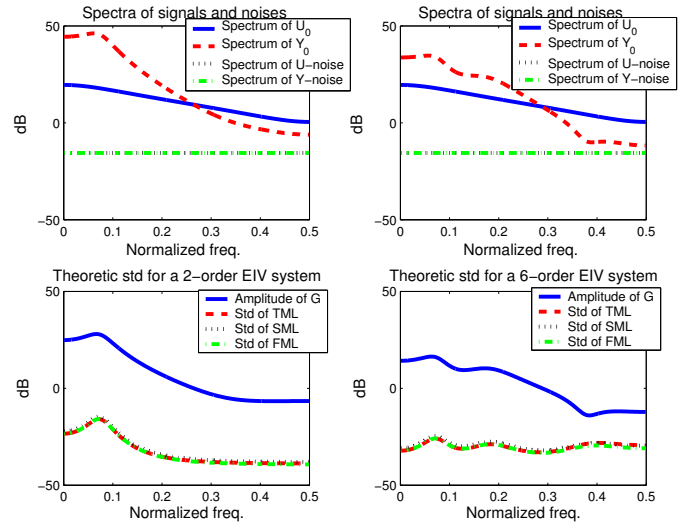 Spectra of signals and noises
50
0
−50
dB
0
0.1
0.2
0.3
0.4
0.5
Normalized freq.
Spectrum of U0
Spectrum of Y0
Spectrum of U−noise
Spectrum of Y−noise
Spectra of signals and noises
50
0
−50
dB
0
0.1
0.2
0.3
0.4
0.5
Normalized freq.
Spectrum of U0
Spectrum of Y0
Spectrum of U−noise
Spectrum of Y−noise
Theoretic std for a 2−order EIV system
50
0
−50
dB
0
0.1
0.2
0.3
0.4
0.5
Normalized freq.
Amplitude of G
Std of TML
Std of SML
Std of FML
Theoretic std for a 6−order EIV system
50
0
−50
dB
0
0.1
0.2
0.3
0.4
0.5
Normalized freq.
Amplitude of G
Std of TML
Std of SML
Std of FML